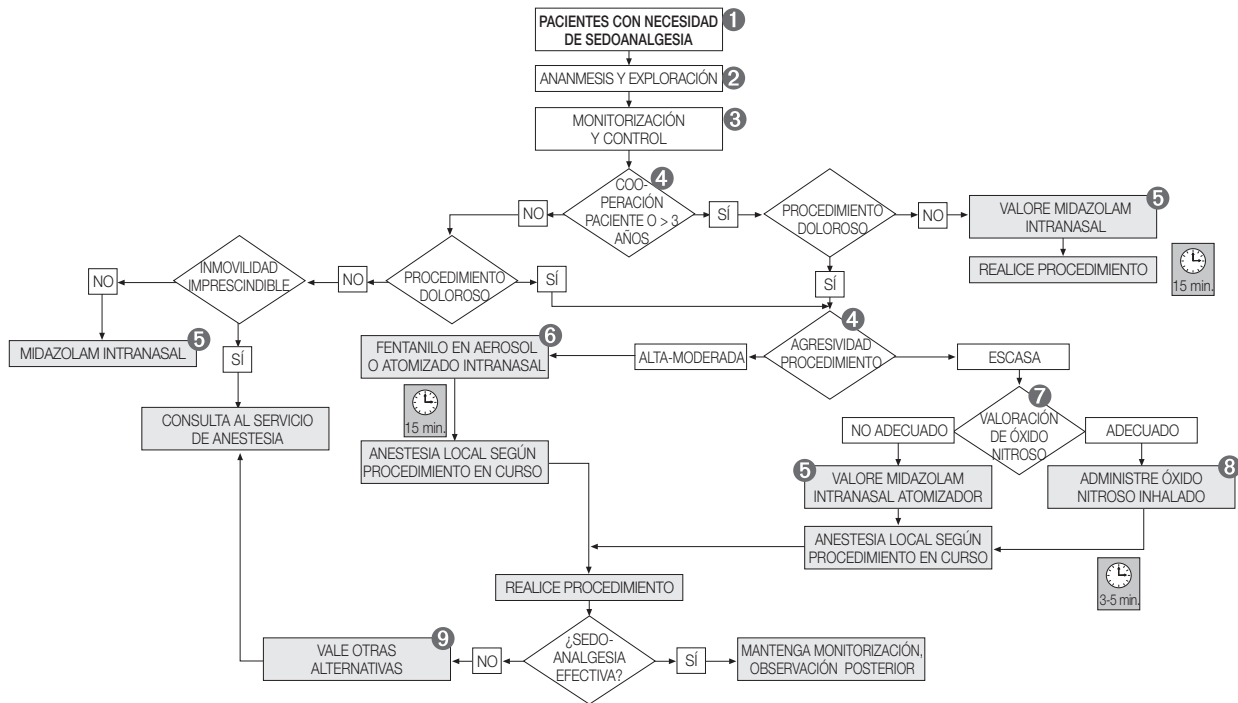 PACIENTES CON NECESIDAD
DE SEDOANALGESIA
1
ANANMESIS Y EXPLORACIÓN
2
MONITORIZACIÓN
Y CONTROL
3
COO-
PERACIÓN
PACIENTE O > 3
AÑOS
4
NO
SÍ
PROCEDIMIENTO
DOLOROSO
NO
VALORE MIDAZOLAM
INTRANASAL
5
REALICE PROCEDIMIENTO
15 min.
SÍ
PROCEDIMIENTO
DOLOROSO
NO
SÍ
INMOVILIDAD
IMPRESCINDIBLE
NO
MIDAZOLAM INTRANASAL
5
SÍ
CONSULTA AL SERVICIO
DE ANESTESIA
AGRESIVIDAD
PROCEDIMIENTO
4
ALTA-MODERADA
ESCASA
FENTANILO EN AEROSOL
O ATOMIZADO INTRANASAL
6
15 min.
ANESTESIA LOCAL SEGÚN
PROCEDIMIENTO EN CURSO
VALORACIÓN
DE ÓXIDO
NITROSO
7
NO ADECUADO
ADECUADO
5
VALORE MIDAZOLAM
INTRANASAL ATOMIZADOR
ADMINISTRE ÓXIDO
NITROSO INHALADO
8
ANESTESIA LOCAL SEGÚN
PROCEDIMIENTO EN CURSO
3-5 min.
REALICE PROCEDIMIENTO
¿SEDO-
ANALGESIA
EFECTIVA?
NO
SÍ
VALE OTRAS
ALTERNATIVAS
9
MANTENGA MONITORIZACIÓN,
OBSERVACIÓN POSTERIOR